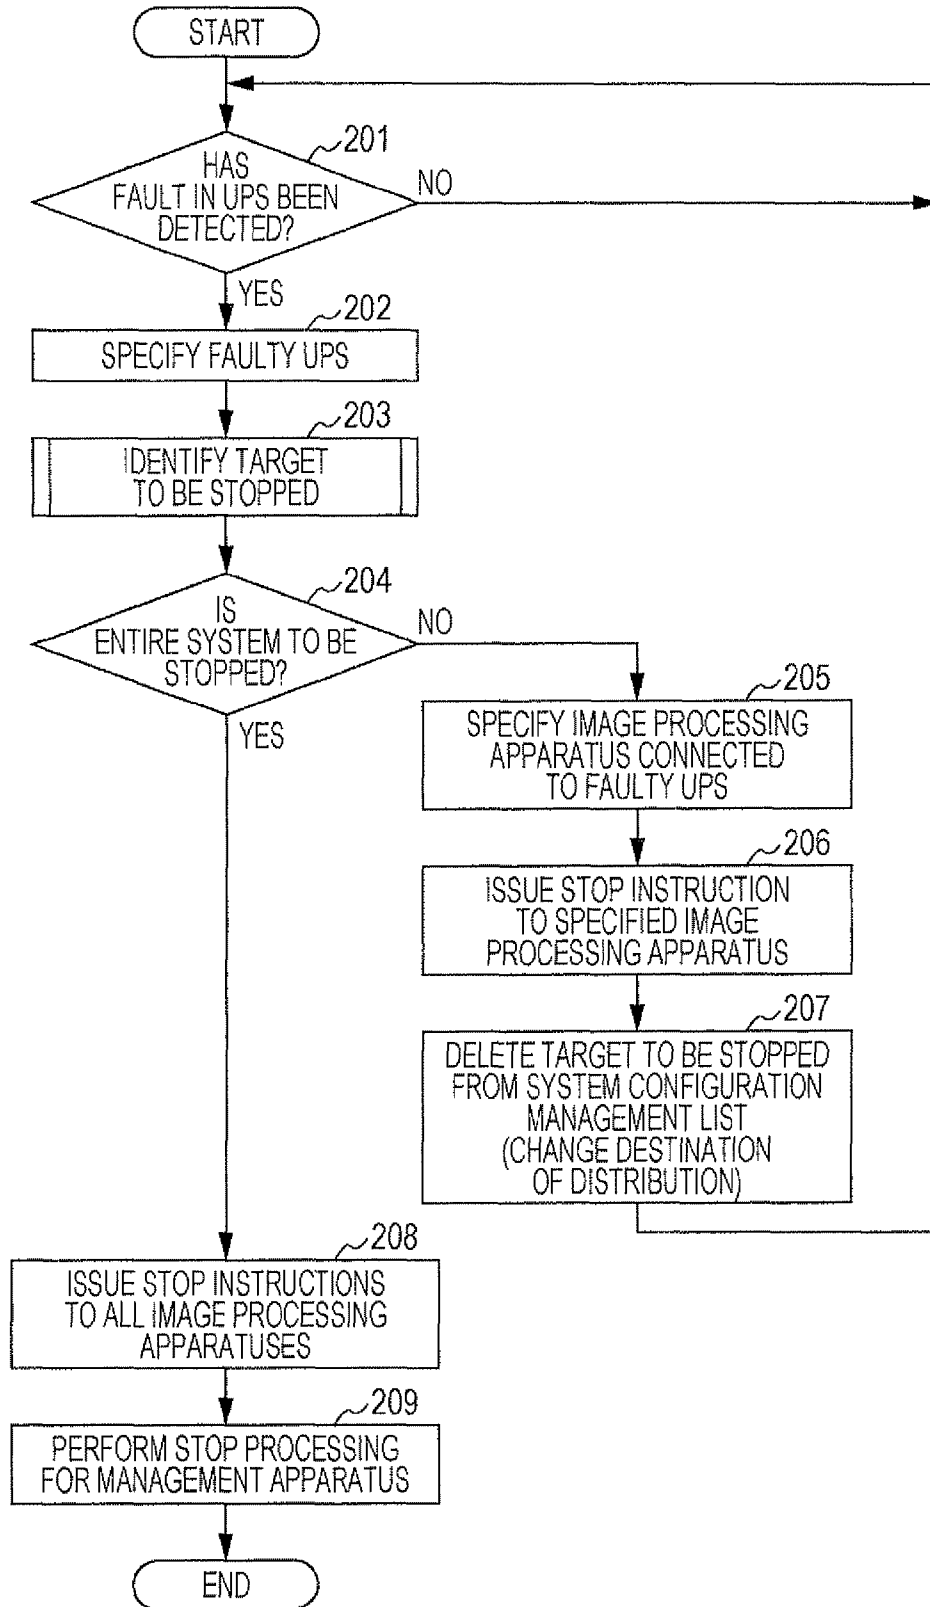 START
201
HAS
FAULT IN UPS BEEN
DETECTED?
NO
YES
202
SPECIFY FAULTY UPS
203
IDENTIFY TARGET
TO BE STOPPED
204
IS
ENTIRE SYSTEM TO BE
STOPPED?
NO
YES
205
SPECIFY IMAGE PROCESSING
APPARATUS CONNECTED
TO FAULTY UPS
206
ISSUE STOP INSTRUCTION
TO SPECIFIED IMAGE
PROCESSING APPARATUS
207
DELETE TARGET TO BE STOPPED
FROM SYSTEM CONFIGURATION
MANAGEMENT LIST
(CHANGE DESTINATION
OF DISTRIBUTION)
208
ISSUE STOP INSTRUCTIONS
TO ALL IMAGE PROCESSING
APPARATUSES
209
PERFORM STOP PROCESSING
FOR MANAGEMENT APPARATUS
END